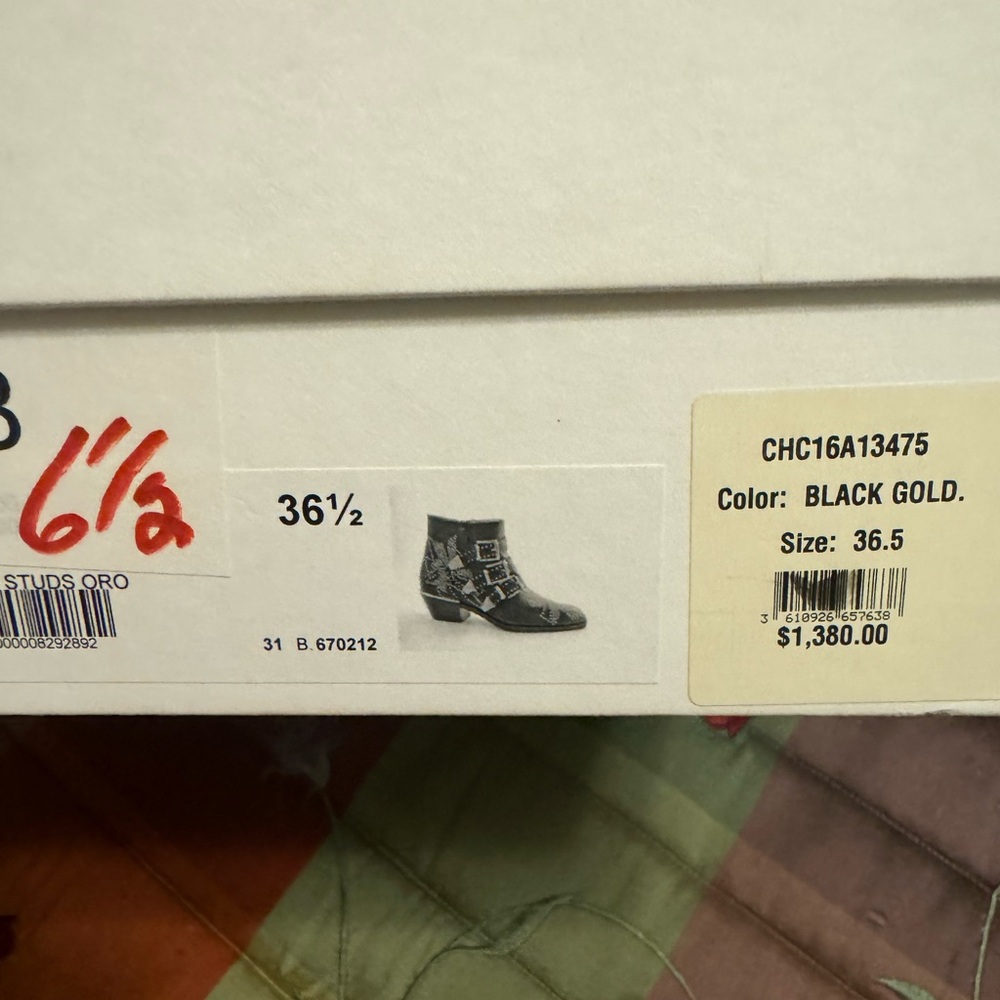 6½
STUDS ORO
000008292892
36½
31 B.670212
CHC16A13475
Color: BLACK GOLD.
Size: 36.5
3 610926 657638
$1,380.00